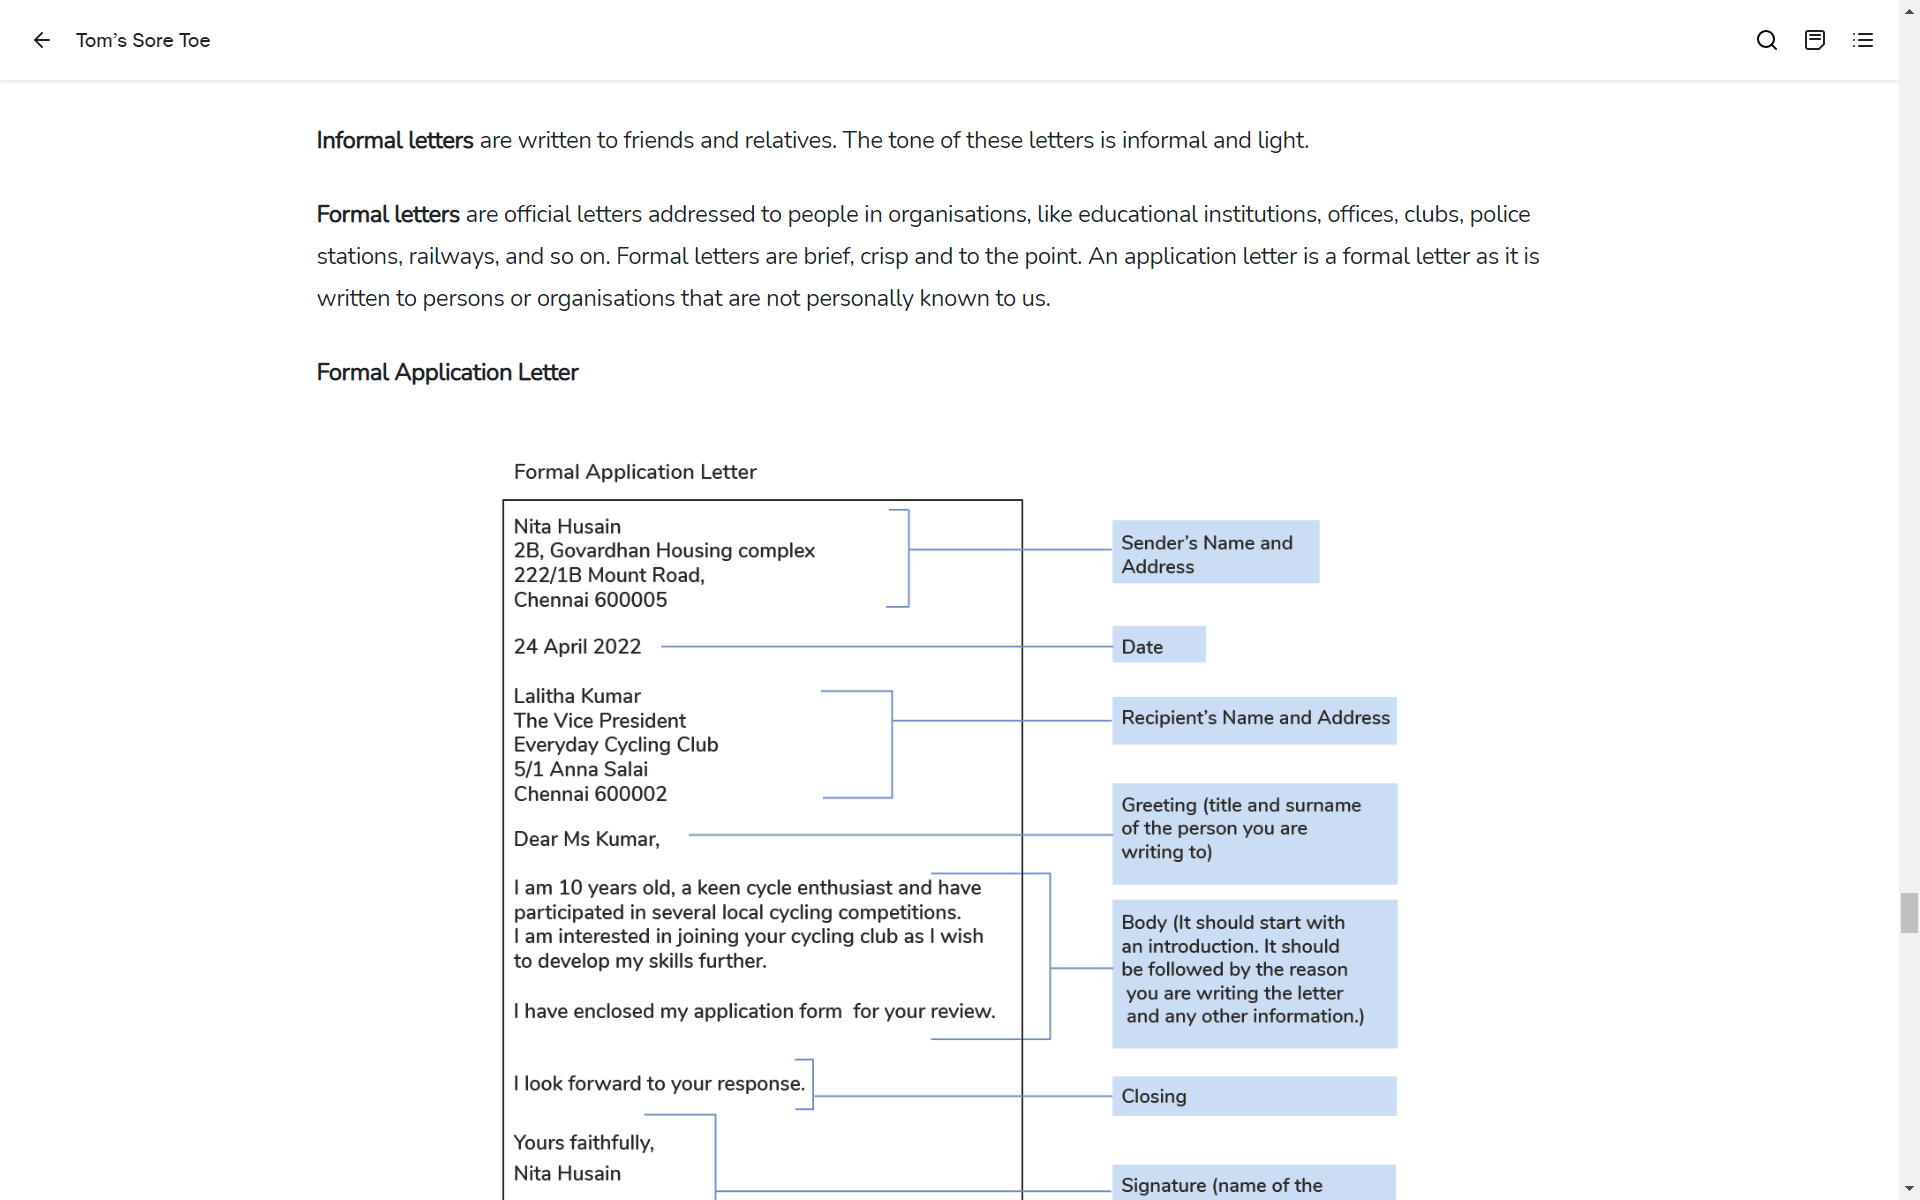 Tom’s Sore Toe
Informal letters are written to friends and relatives. The tone of these letters is informal and light.
Formal letters are official letters addressed to people in organisations, like educational institutions, offices, clubs, police
stations, railways, and so on. Formal letters are brief, crisp and to the point. An application letter is a formal letter as it is
written to persons or organisations that are not personally known to us.
Formal Application Letter
Formal Application Letter
Nita Husain
2B, Govardhan Housing complex
222/1B Mount Road,
Chennai 600005
Sender’s Name and
Address
24 April 2022
Date
Lalitha Kumar
The Vice President
Everyday Cycling Club
5/1 Anna Salai
Chennai 600002
Recipient’s Name and Address
Dear Ms Kumar,
Greeting (title and surname
of the person you are
writing to)
I am 10 years old, a keen cycle enthusiast and have
participated in several local cycling competitions.
I am interested in joining your cycling club as I wish
to develop my skills further.
I have enclosed my application form for your review.
Body (It should start with
an introduction. It should
be followed by the reason
you are writing the letter
and any other information.)
I look forward to your response.
Closing
Yours faithfully,
Nita Husain
Signature (name of the